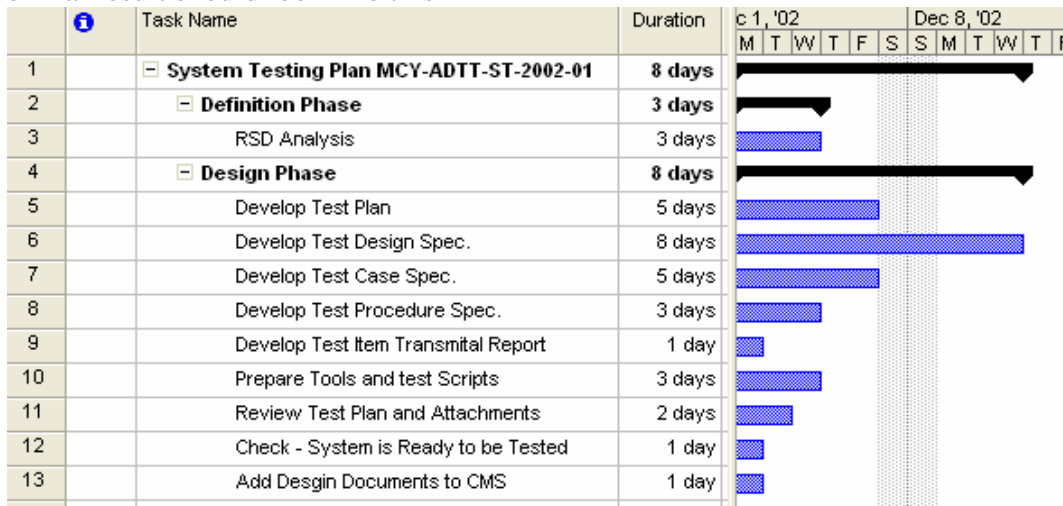 Task Name Duration c 1, '02 Dec 8, '02
M T W T F S S M T W T F
1 System Testing Plan MCY-ADTT-ST-2002-01 8 days
2 Definition Phase 3 days
3 RSD Analysis 3 days
4 Design Phase 8 days
5 Develop Test Plan 5 days
6 Develop Test Design Spec. 8 days
7 Develop Test Case Spec. 5 days
8 Develop Test Procedure Spec. 3 days
9 Develop Test Item Transmital Report 1 day
10 Prepare Tools and test Scripts 3 days
11 Review Test Plan and Attachments 2 days
12 Check - System is Ready to be Tested 1 day
13 Add Desgin Documents to CMS 1 day